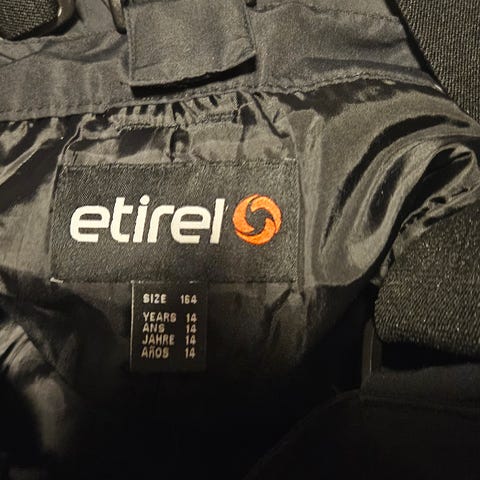 etirel
SIZE 164
YEARS 14
ANS 14
JAHRE 14
AÑOS 14